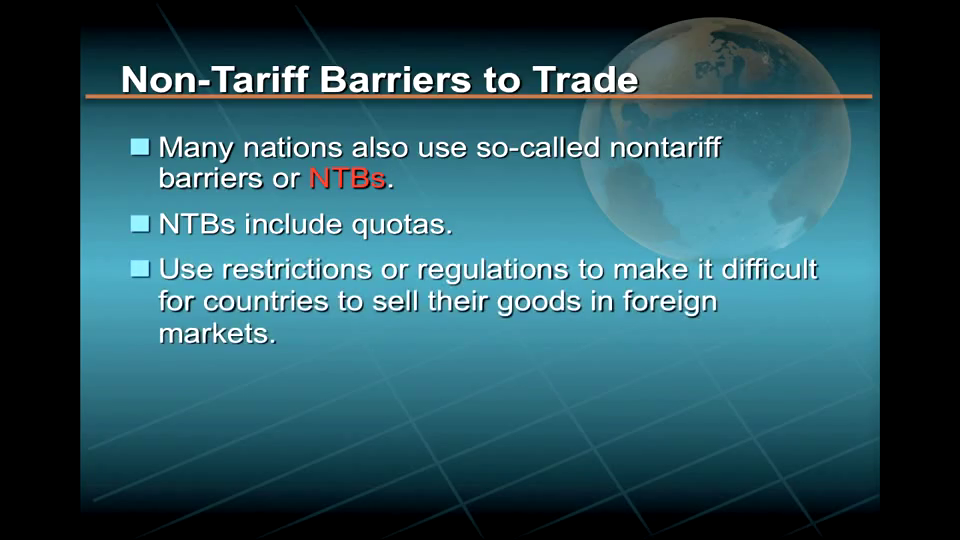 Non-Tariff Barriers to Trade
Many nations also use so-called nontariff
barriers or NTBs.
NTBs include quotas.
Use restrictions or regulations to make it difficult
for countries to sell their goods in foreign
markets.